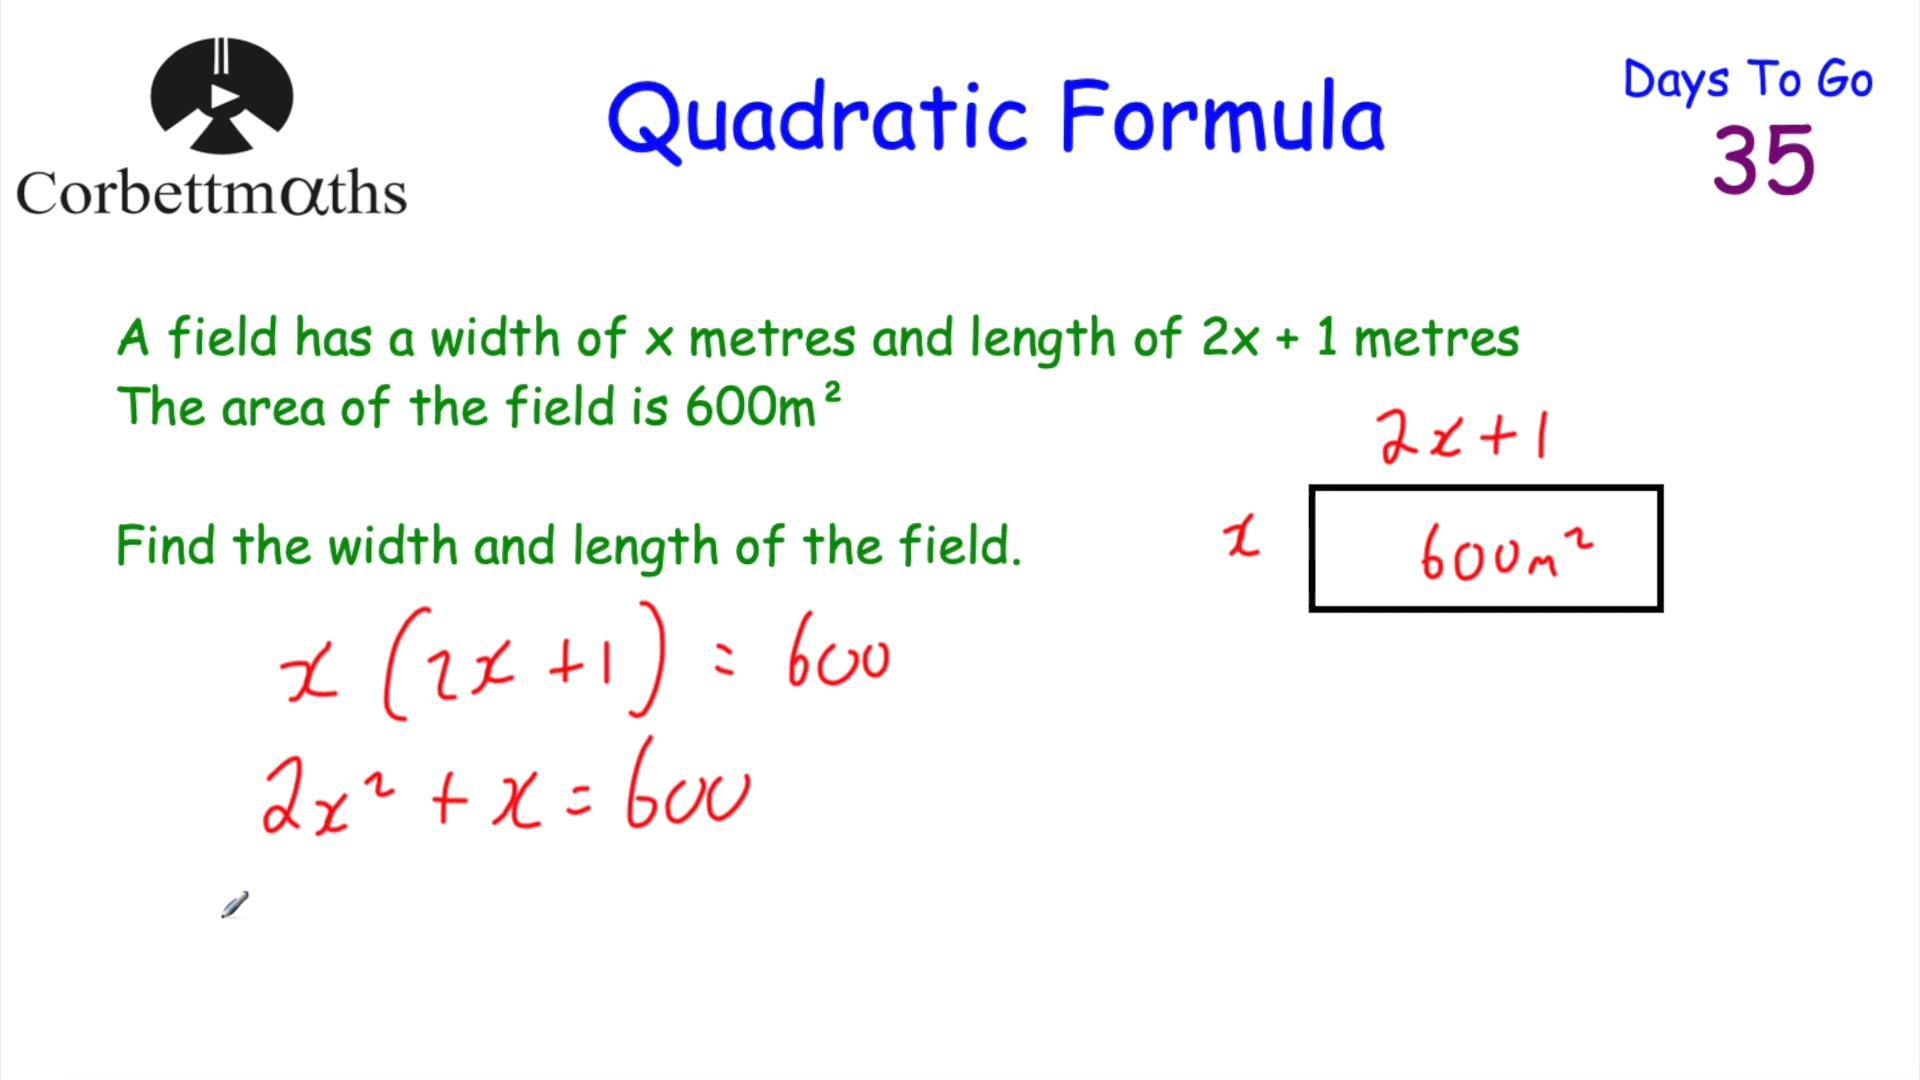 Corbettmαths
Quadratic Formula
Days To Go
35
A field has a width of x metres and length of 2x + 1 metres
The area of the field is 600m²
Find the width and length of the field.
2x+1
x
600m²
x(2x+1) = 600
2x² + x = 600